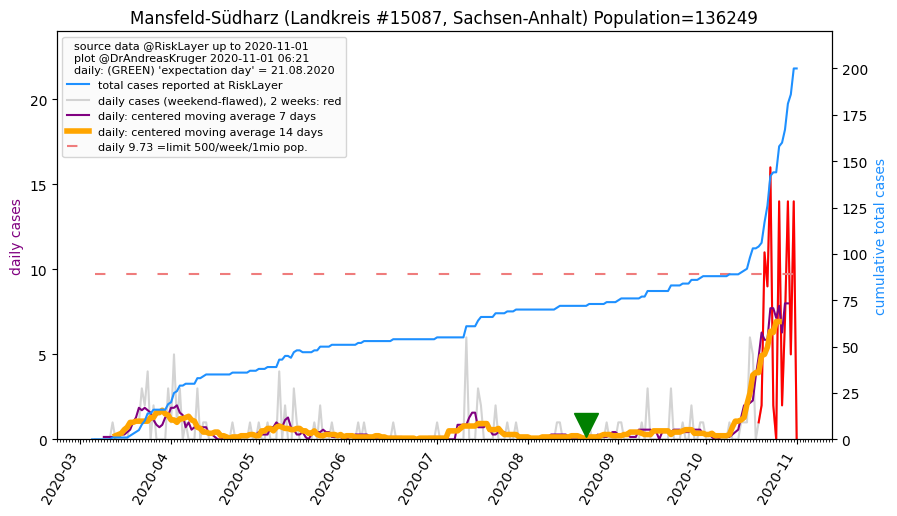 Mansfeld-Südharz (Landkreis #15087, Sachsen-Anhalt) Population=136249
source data @RiskLayer up to 2020-11-01
plot @DrAndreasKruger 2020-11-01 06:21
daily: (GREEN) 'expectation day' = 21.08.2020
total cases reported at RiskLayer
daily cases (weekend-flawed), 2 weeks: red
daily: centered moving average 7 days
daily: centered moving average 14 days
daily 9.73 =limit 500/week/1mio pop.
daily cases
0
5
10
15
20
cumulative total cases
0
25
50
75
100
125
150
175
200
2020-03
2020-04
2020-05
2020-06
2020-07
2020-08
2020-09
2020-10
2020-11